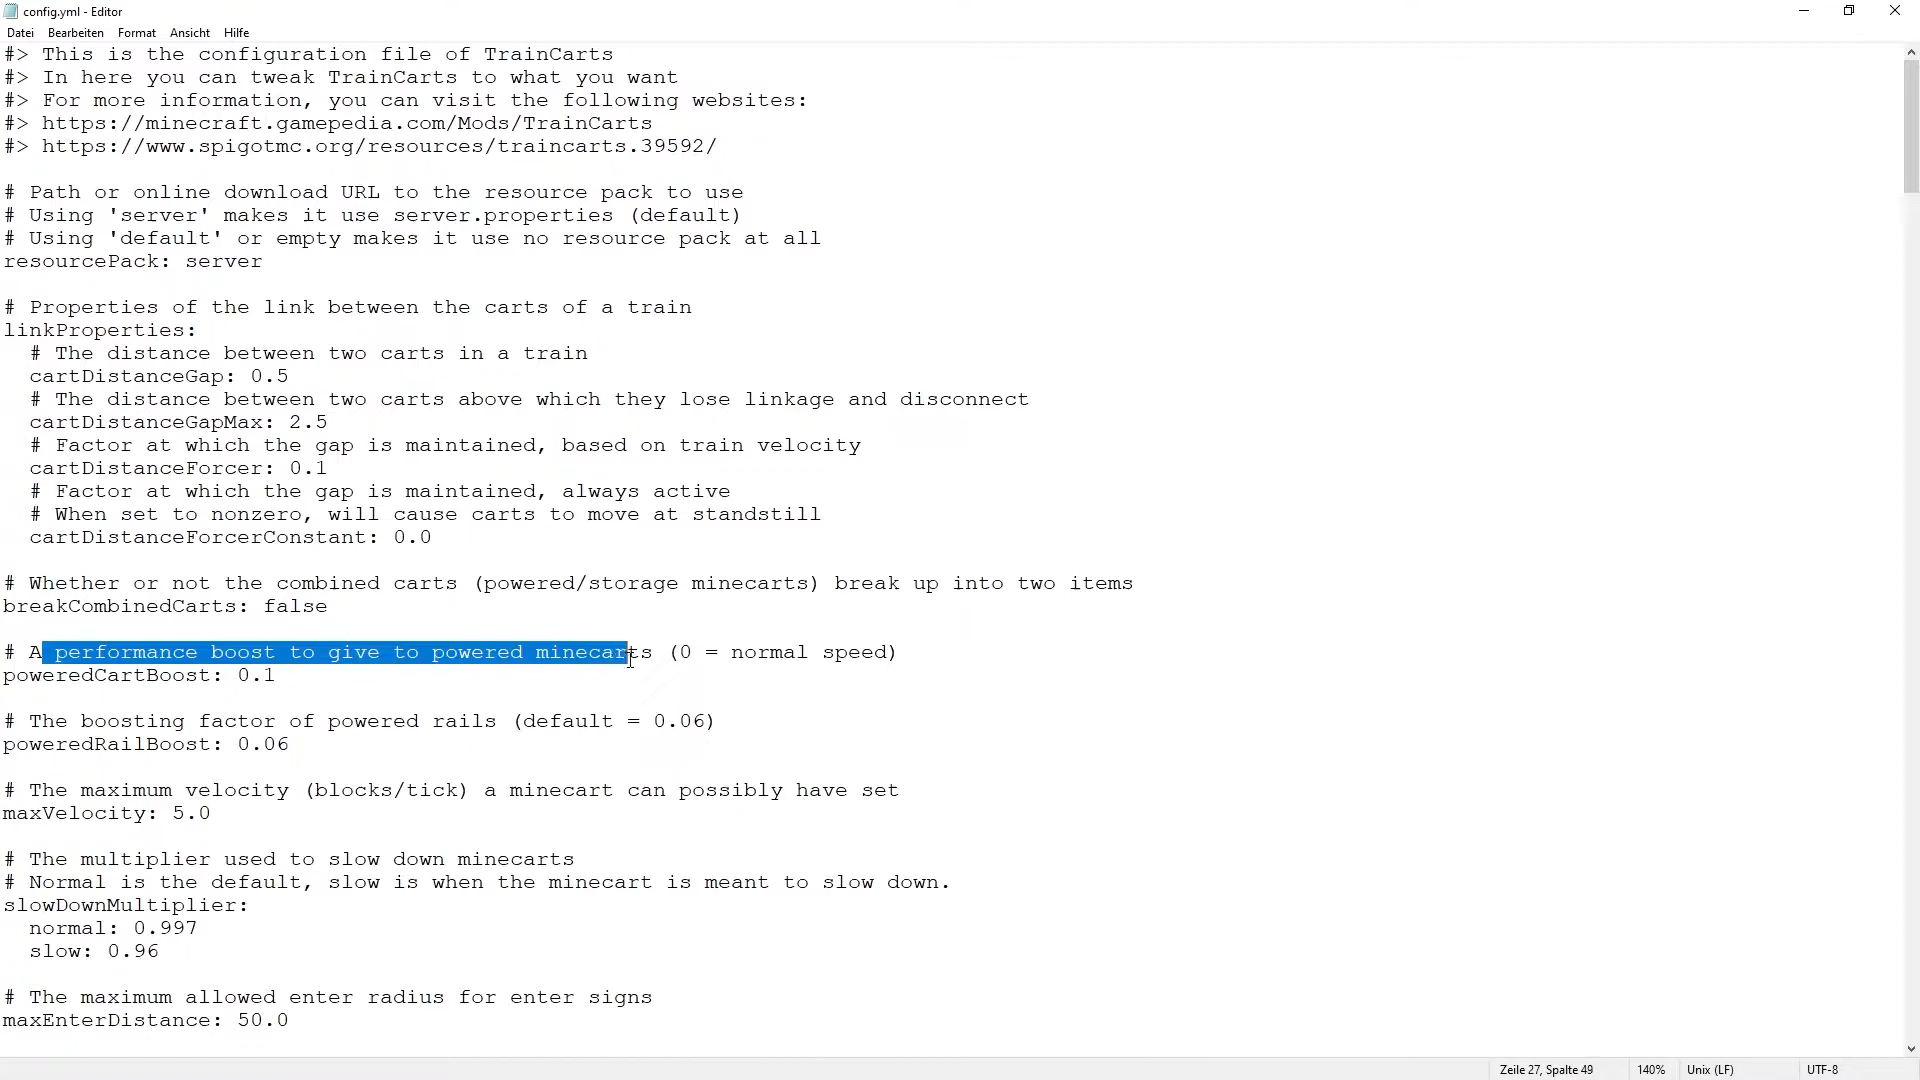 config.yml - Editor
Datei Bearbeiten Format Ansicht Hilfe
#> This is the configuration file of TrainCarts
#> In here you can tweak TrainCarts to what you want
#> For more information, you can visit the following websites:
#> https://minecraft.gamepedia.com/Mods/TrainCarts
#> https://www.spigotmc.org/resources/traincarts.39592/
# Path or online download URL to the resource pack to use
# Using 'server' makes it use server.properties (default)
# Using 'default' or empty makes it use no resource pack at all
resourcePack: server
# Properties of the link between the carts of a train
linkProperties:
# The distance between two carts in a train
cartDistanceGap: 0.5
# The distance between two carts above which they lose linkage and disconnect
cartDistanceGapMax: 2.5
# Factor at which the gap is maintained, based on train velocity
cartDistanceForcer: 0.1
# Factor at which the gap is maintained, always active
# When set to nonzero, will cause carts to move at standstill
cartDistanceForcerConstant: 0.0
# Whether or not the combined carts (powered/storage minecarts) break up into two items
breakCombinedCarts: false
# A performance boost to give to powered minecarts (0 = normal speed)
poweredCartBoost: 0.1
# The boosting factor of powered rails (default = 0.06)
poweredRailBoost: 0.06
# The maximum velocity (blocks/tick) a minecart can possibly have set
maxVelocity: 5.0
# The multiplier used to slow down minecarts
# Normal is the default, slow is when the minecart is meant to slow down.
slowDownMultiplier:
normal: 0.997
slow: 0.96
# The maximum allowed enter radius for enter signs
maxEnterDistance: 50.0
Zeile 27, Spalte 49 140% Unix (LF) UTF-8